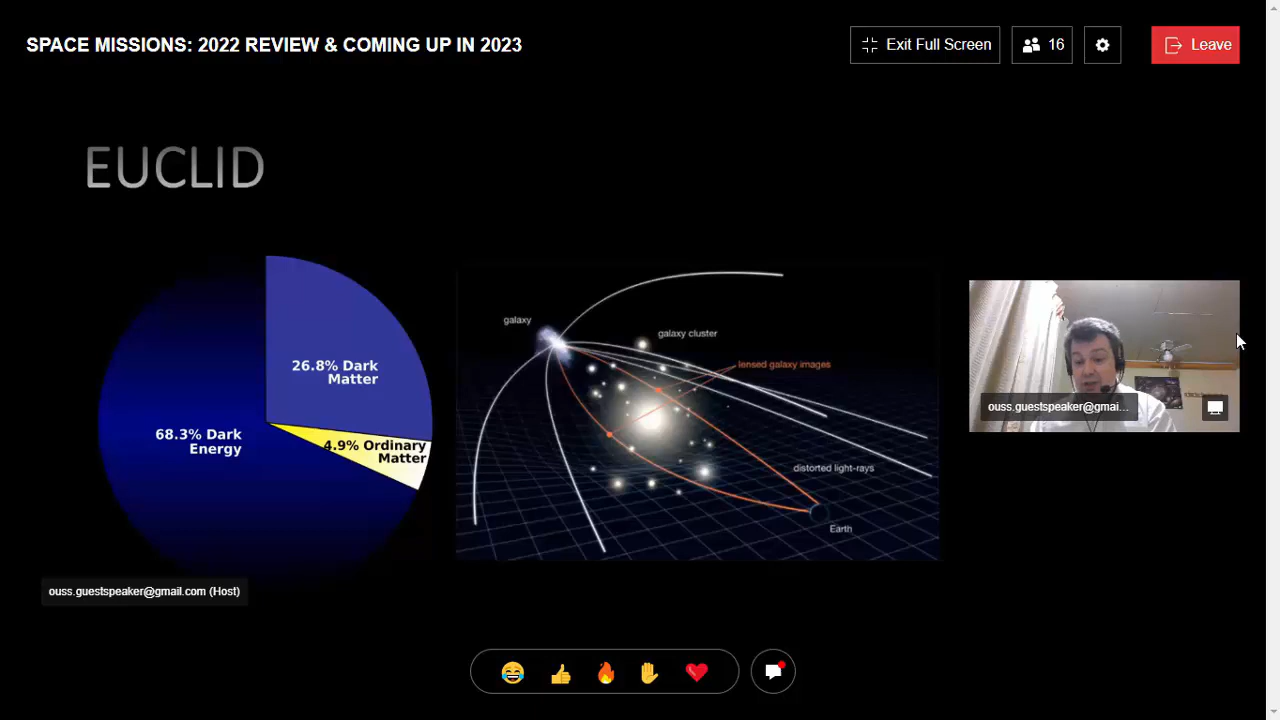 SPACE MISSIONS: 2022 REVIEW & COMING UP IN 2023
Exit Full Screen
16
Leave
EUCLID
26.8% Dark
Matter
68.3% Dark
Energy
4.9% Ordinary
Matter
galaxy
galaxy cluster
lensed galaxy images
distorted light-rays
Earth
ouss.guestspeaker@gmai...
ouss.guestspeaker@gmail.com (Host)